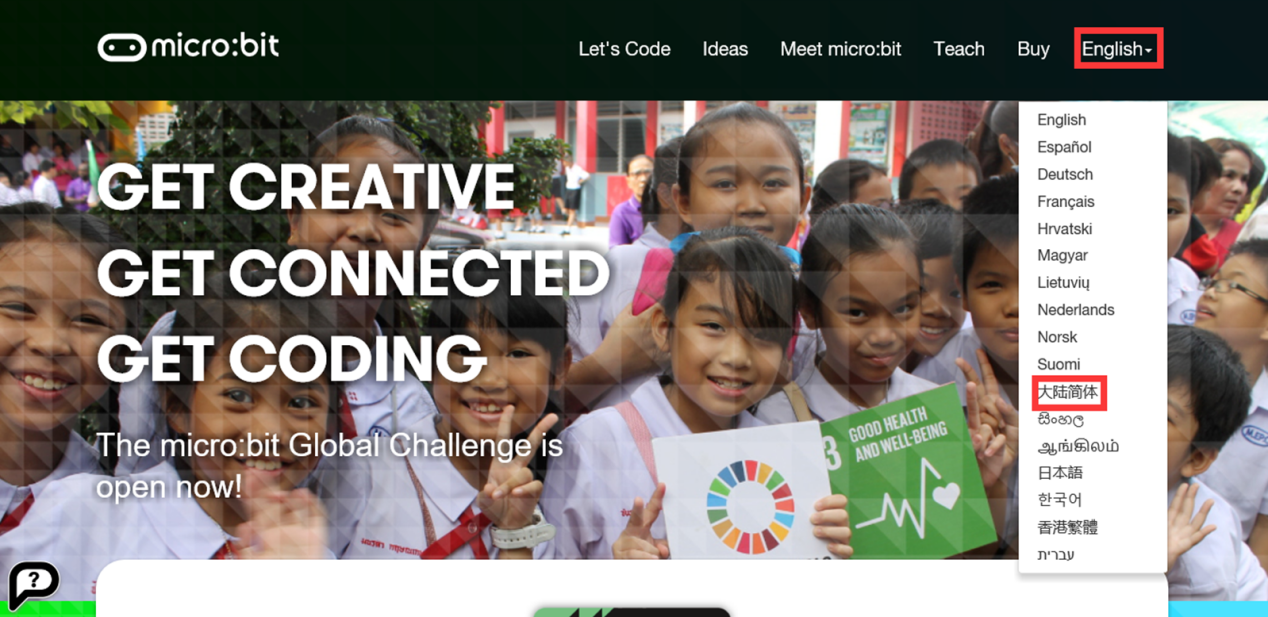 micro:bit
Let's Code Ideas Meet micro:bit Teach Buy English
English
Español
Deutsch
Français
Hrvatski
Magyar
Lietuvių
Nederlands
Norsk
Suomi
大陆简体
සිංහල
ஆங்கிலம்
日本語
한국어
香港繁體
עברית
GET CREATIVE
GET CONNECTED
GET CODING
The micro:bit Global Challenge is
open now!
3 GOOD HEALTH
AND WELL-BEING
?